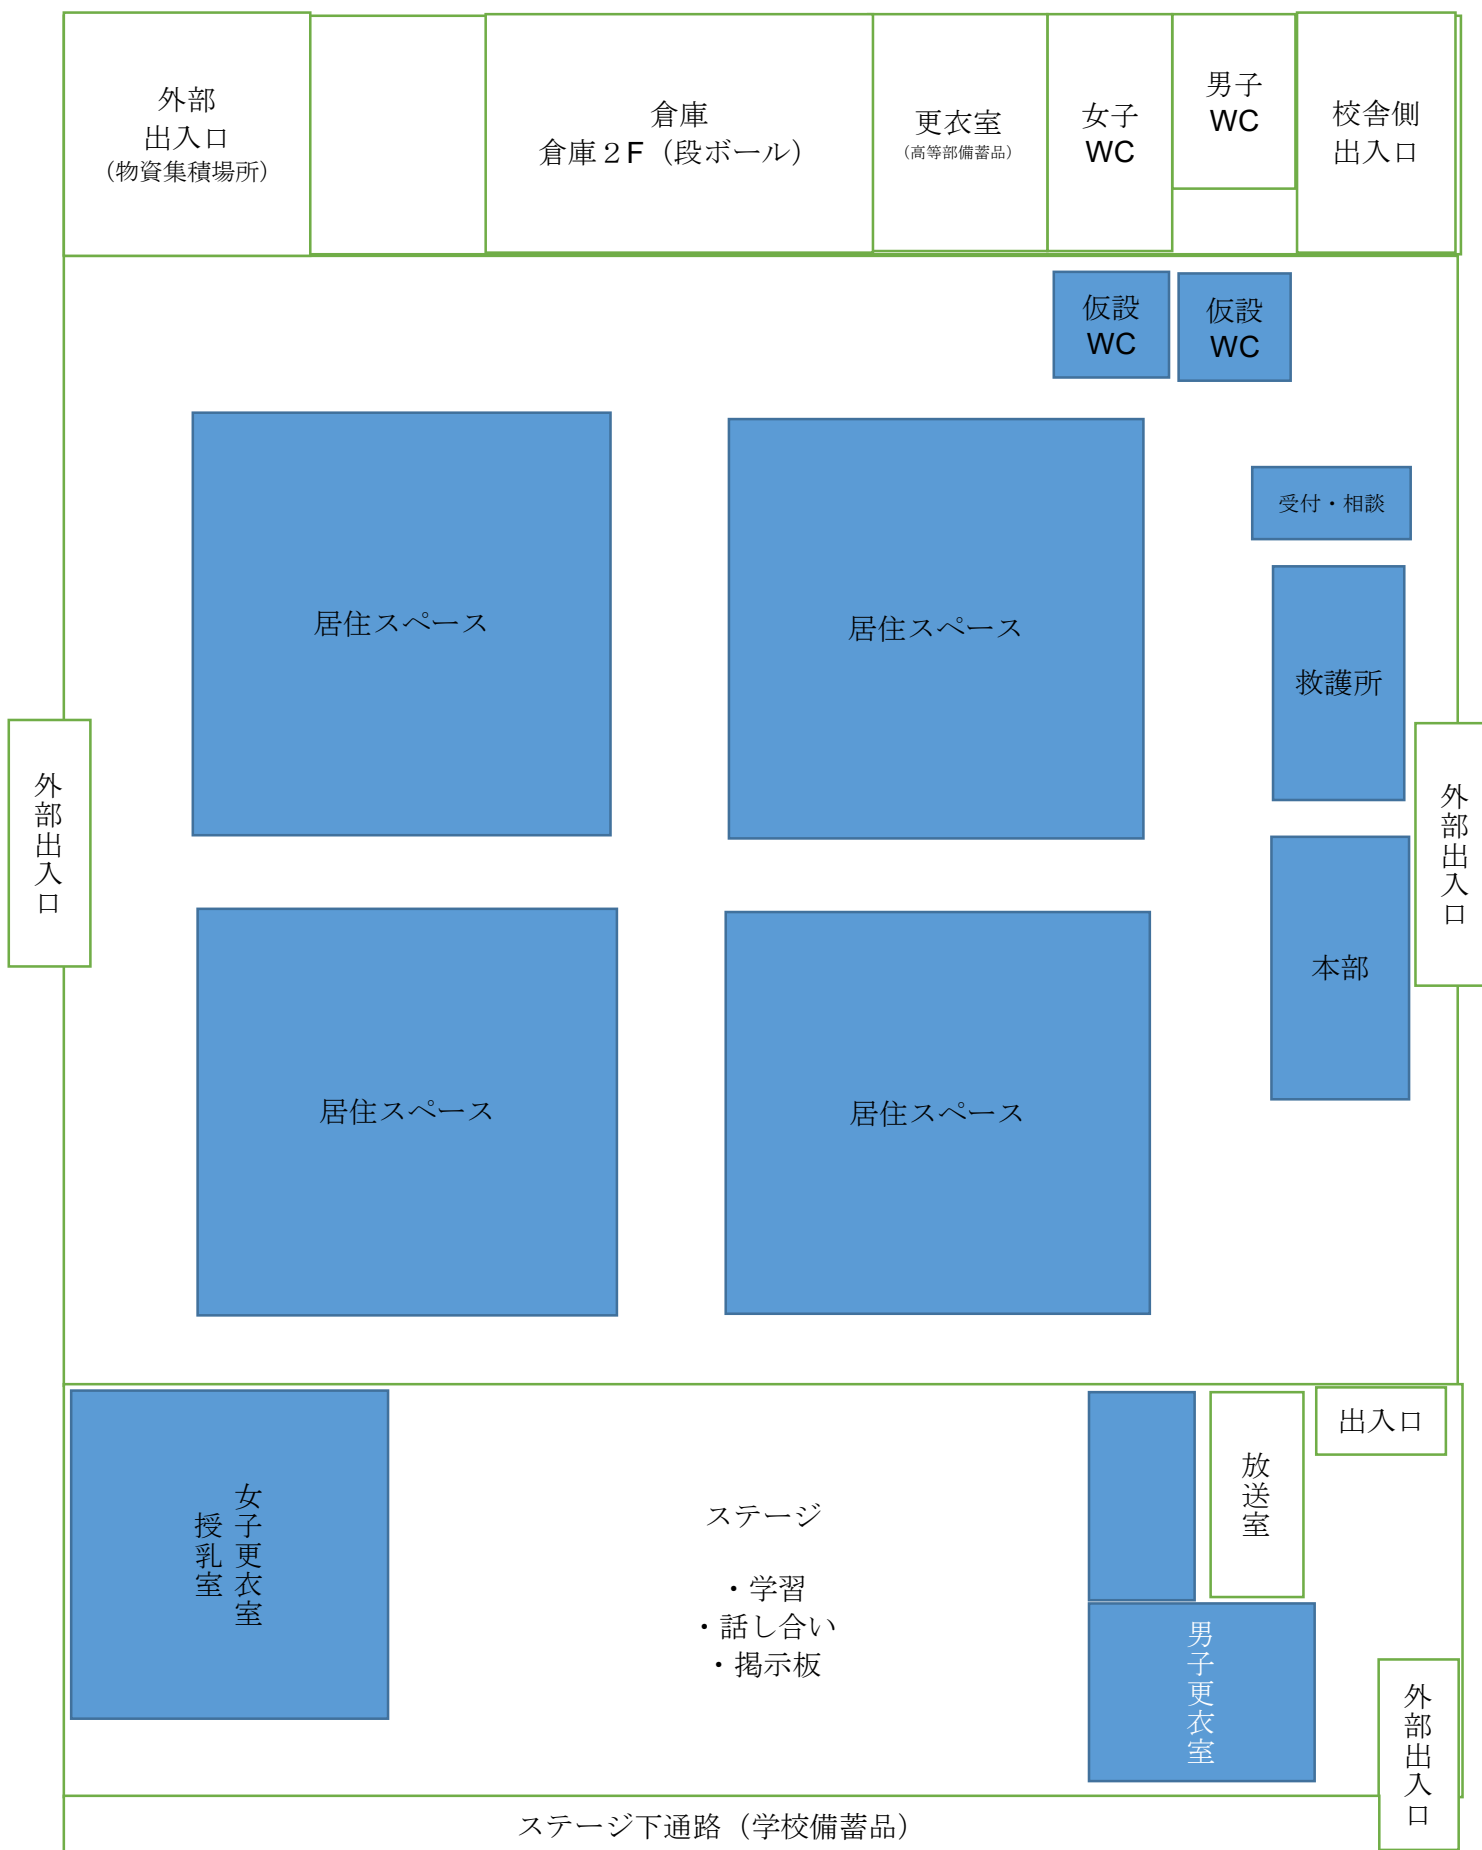 外部
出入口
（物資集積場所）
倉庫
倉庫２F（段ボール）
更衣室
（高等部備蓄品）
女子
WC
男子
WC
校舎側
出入口
仮設
WC
仮設
WC
居住スペース
居住スペース
受付・相談
救護所
外部出入口
外部出入口
本部
居住スペース
居住スペース
女子更衣室
授乳室
ステージ
・学習
・話し合い
・掲示板
放送室
出入口
男子更衣室
外部出入口
ステージ下通路（学校備蓄品）